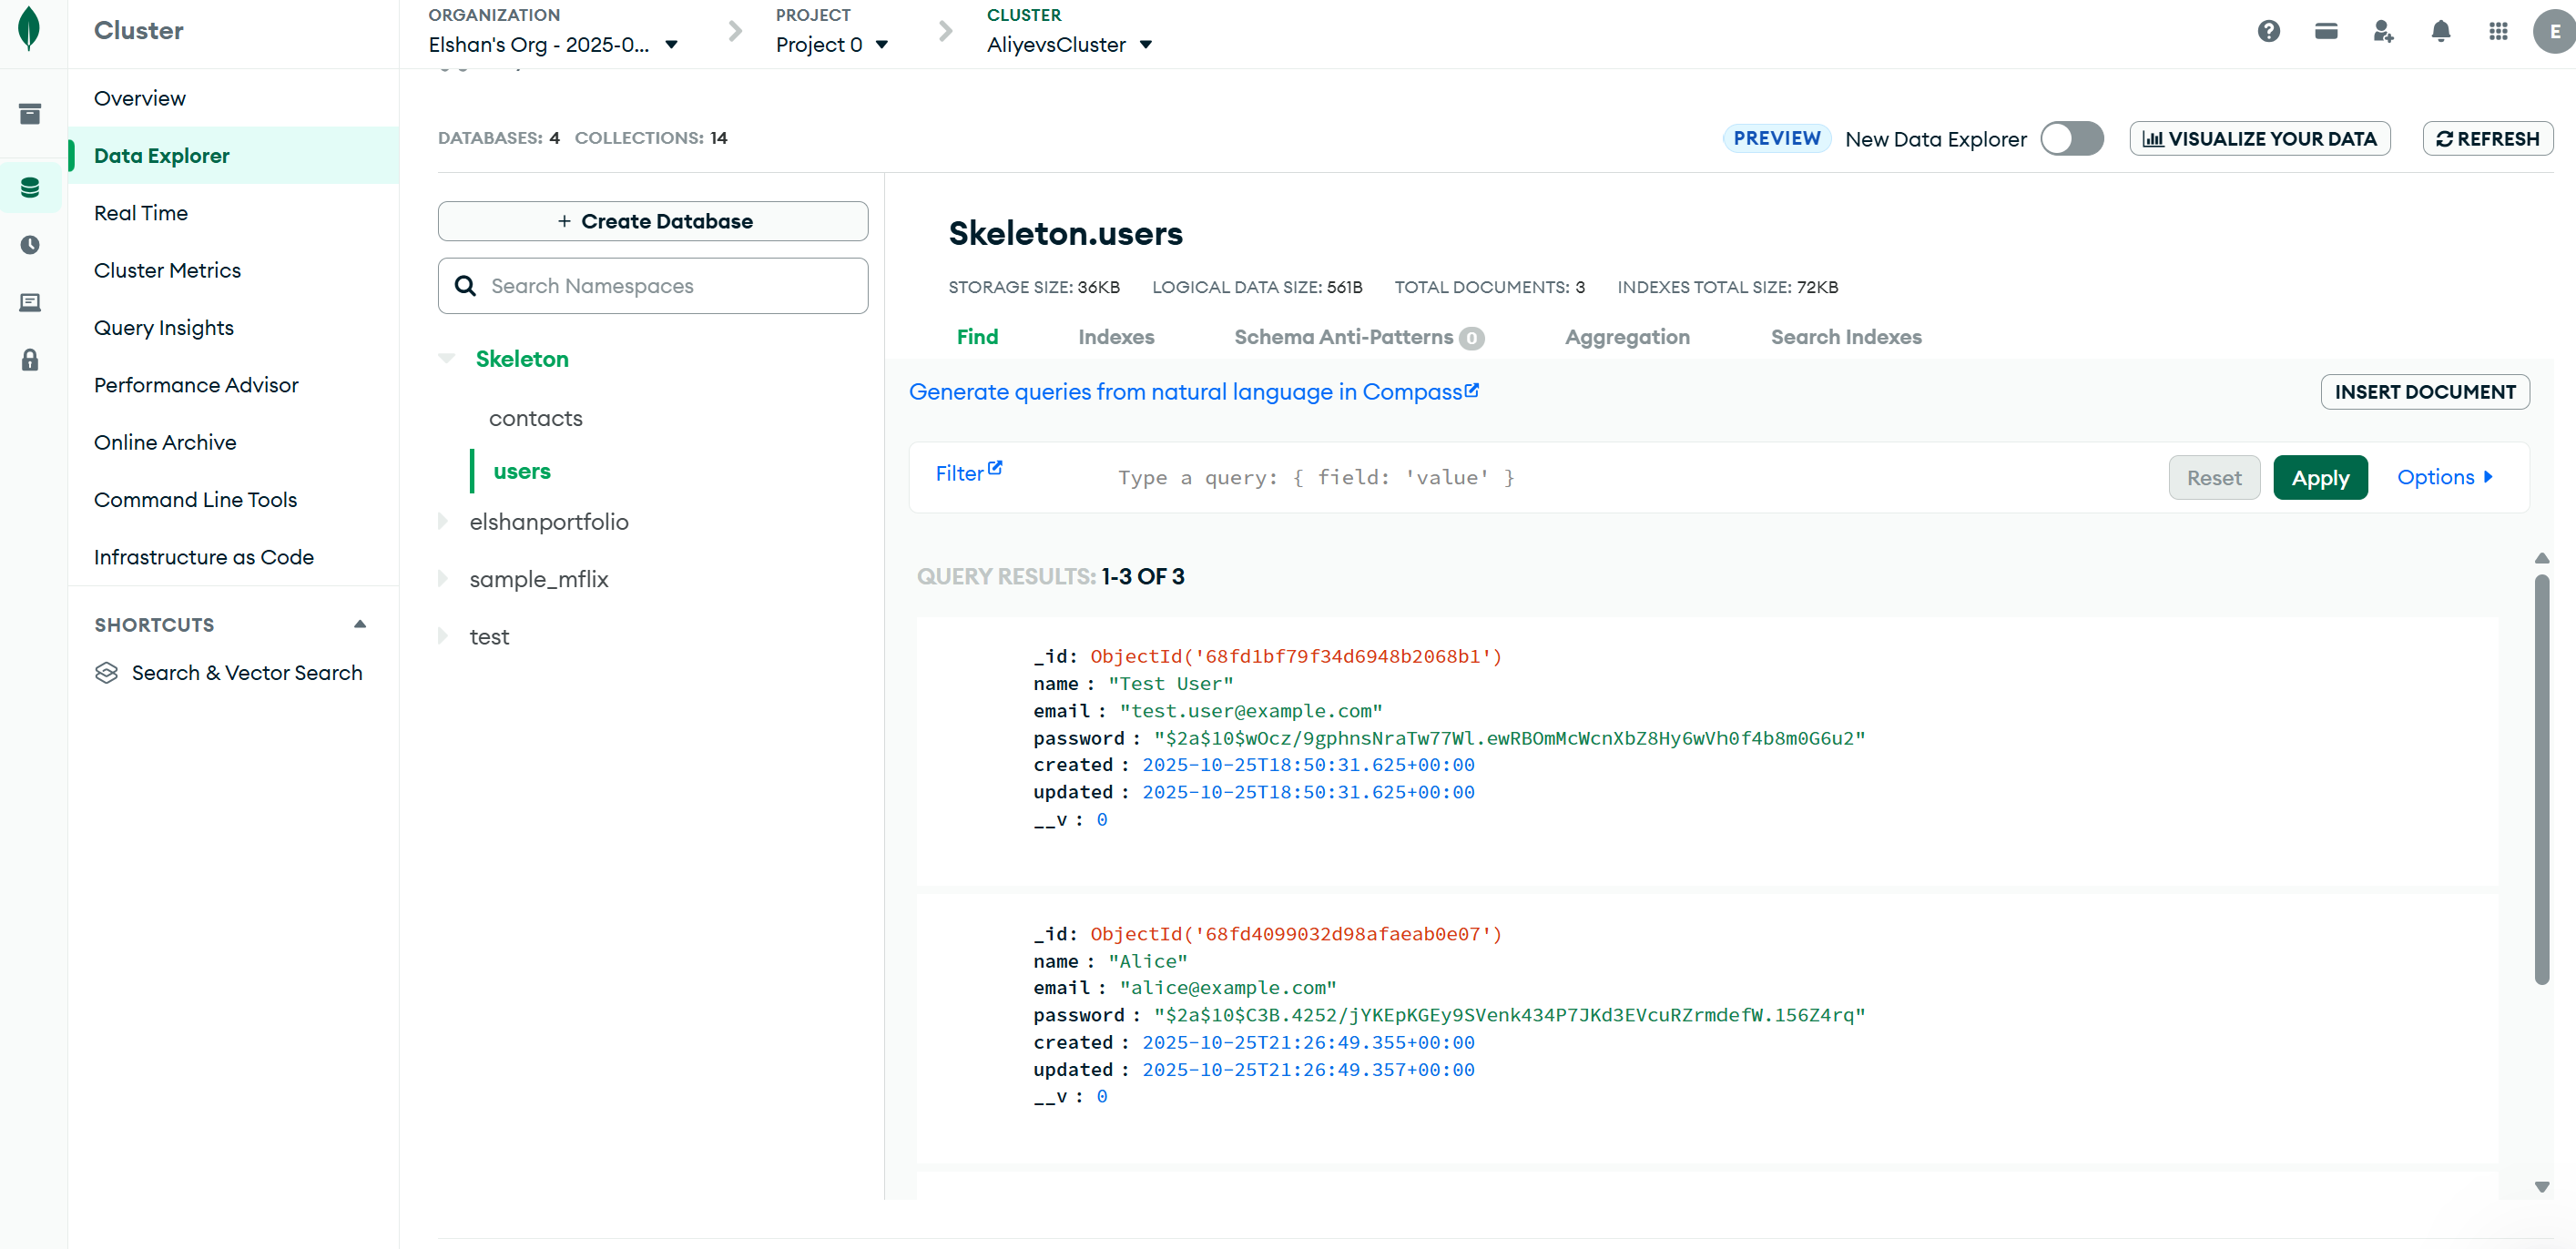 Cluster
ORGANIZATION
Elshan's Org - 2025-0...
PROJECT
Project 0
CLUSTER
AliyevsCluster
E
Overview
Data Explorer
Real Time
Cluster Metrics
Query Insights
Performance Advisor
Online Archive
Command Line Tools
Infrastructure as Code
SHORTCUTS
Search & Vector Search
DATABASES: 4 COLLECTIONS: 14
PREVIEW New Data Explorer
VISUALIZE YOUR DATA
REFRESH
+ Create Database
Search Namespaces
Skeleton
contacts
users
elshanportfolio
sample_mflix
test
Skeleton.users
STORAGE SIZE: 36KB LOGICAL DATA SIZE: 561B TOTAL DOCUMENTS: 3 INDEXES TOTAL SIZE: 72KB
Find Indexes Schema Anti-Patterns 0 Aggregation Search Indexes
Generate queries from natural language in Compass
INSERT DOCUMENT
Filter
Type a query: { field: 'value' }
Reset
Apply
Options
QUERY RESULTS: 1-3 OF 3
_id: ObjectId('68fd1bf79f34d6948b2068b1')
name : "Test User"
email : "test.user@example.com"
password : "$2a$10$wOcz/9gphnsNraTw77Wl.ewRBOmMcWcnXbZ8Hy6wVh0f4b8m0G6u2"
created : 2025-10-25T18:50:31.625+00:00
updated : 2025-10-25T18:50:31.625+00:00
__v : 0
_id: ObjectId('68fd4099032d98afaeab0e07')
name : "Alice"
email : "alice@example.com"
password : "$2a$10$C3B.4252/jYKEpKGEy9SVenk434P7JKd3EVcuRZrmdefW.156Z4rq"
created : 2025-10-25T21:26:49.355+00:00
updated : 2025-10-25T21:26:49.357+00:00
__v : 0